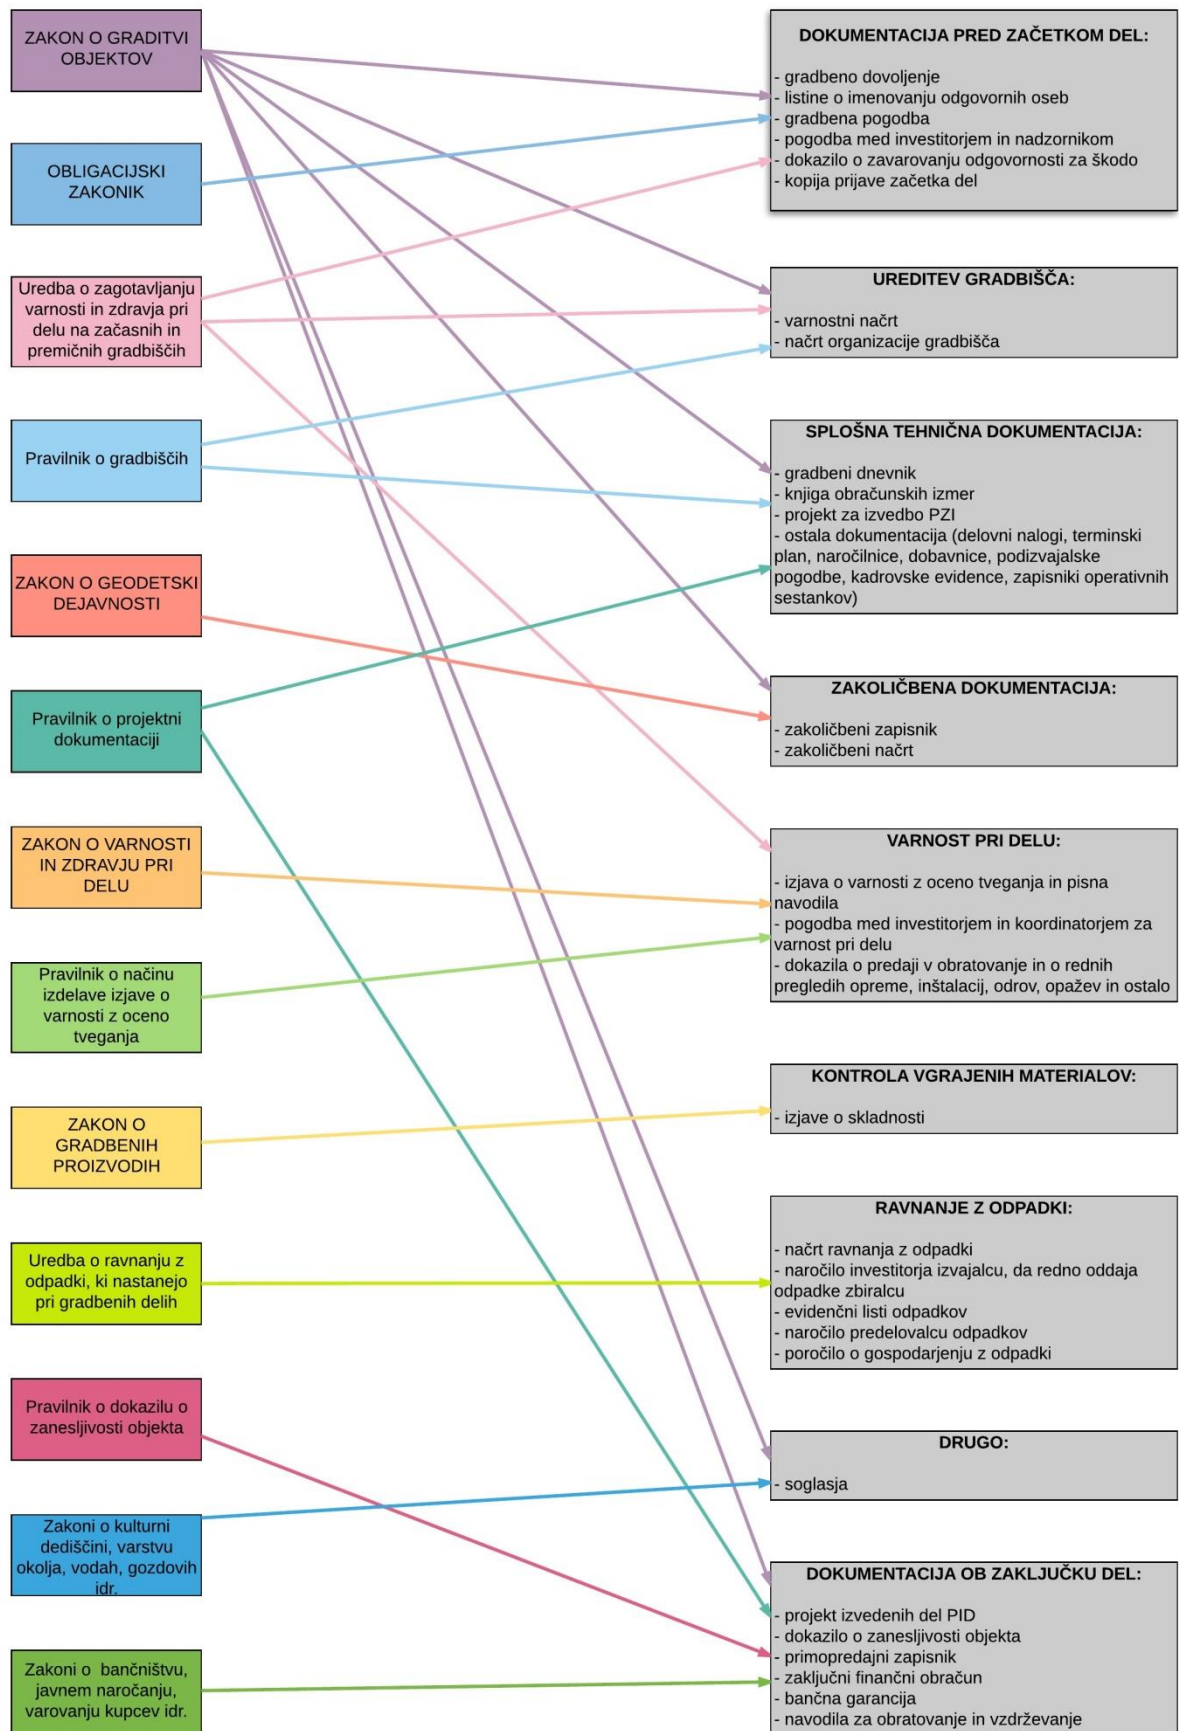 ZAKON O GRADITVI
OBJEKTOV
OBLIGACIJSKI
ZAKONIK
Uredba o zagotavljanju
varnosti in zdravja pri
delu na začasnih in
premičnih gradbiščih
Pravilnik o gradbiščih
ZAKON O GEODETSKI
DEJAVNOSTI
Pravilnik o projektni
dokumentaciji
ZAKON O VARNOSTI
IN ZDRAVJU PRI
DELU
Pravilnik o načinu
izdelave izjave o
varnosti z oceno
tveganja
ZAKON O
GRADBENIH
PROIZVODIH
Uredba o ravnanju z
odpadki, ki nastanejo
pri gradbenih delih
Pravilnik o dokazilu o
zanesljivosti objekta
Zakoni o kulturni
dediščini, varstvu
okolja, vodah, gozdovih
idr.
Zakoni o bančništvu,
javnem naročanju,
varovanju kupcev idr.
DOKUMENTACIJA PRED ZAČETKOM DEL:
- gradbeno dovoljenje
- listine o imenovanju odgovornih oseb
- gradbena pogodba
- pogodba med investitorjem in nadzornikom
- dokazilo o zavarovanju odgovornosti za škodo
- kopija prijave začetka del
UREDITEV GRADBIŠČA:
- varnostni načrt
- načrt organizacije gradbišča
SPLOŠNA TEHNIČNA DOKUMENTACIJA:
- gradbeni dnevnik
- knjiga obračunskih izmer
- projekt za izvedbo PZI
- ostala dokumentacija (delovni nalogi, terminski
plan, naročilnice, dobavnice, podizvajalske
pogodbe, kadrovske evidence, zapisniki operativnih
sestankov)
ZAKOLIČBENA DOKUMENTACIJA:
- zakoličbeni zapisnik
- zakoličbeni načrt
VARNOST PRI DELU:
- izjava o varnosti z oceno tveganja in pisna
navodila
- pogodba med investitorjem in koordinatorjem za
varnost pri delu
- dokazila o predaji v obratovanje in o rednih
pregledih opreme, inštalacij, odrov, opažev in ostalo
KONTROLA VGRAJENIH MATERIALOV:
- izjave o skladnosti
RAVNANJE Z ODPADKI:
- načrt ravnanja z odpadki
- naročilo investitorja izvajalcu, da redno oddaja
odpadke zbiralcu
- evidenčni listi odpadkov
- naročilo predelovalcu odpadkov
- poročilo o gospodarjenju z odpadki
DRUGO:
- soglasja
DOKUMENTACIJA OB ZAKLJUČKU DEL:
- projekt izvedenih del PID
- dokazilo o zanesljivosti objekta
- primopredajni zapisnik
- zaključni finančni obračun
- bančna garancija
- navodila za obratovanje in vzdrževanje